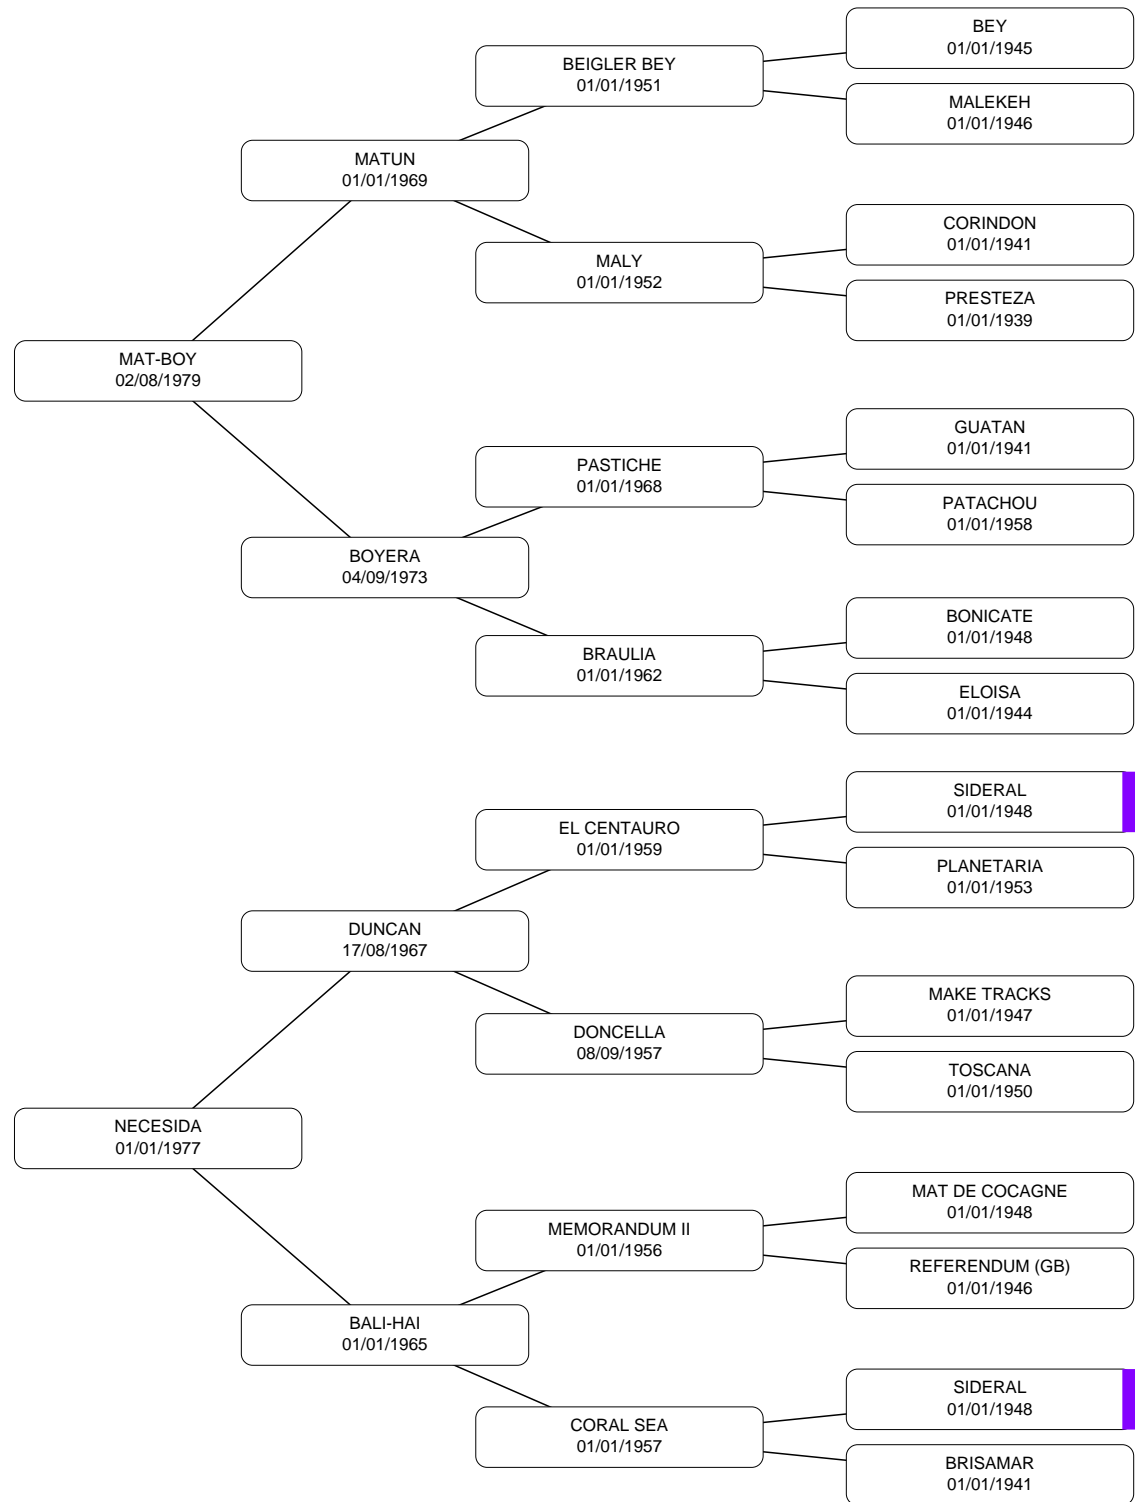 BEY
01/01/1945
BEIGLER BEY
01/01/1951
MALEKEH
01/01/1946
MATUN
01/01/1969
CORINDON
01/01/1941
MALY
01/01/1952
PRESTEZA
01/01/1939
MAT-BOY
02/08/1979
GUATAN
01/01/1941
PASTICHE
01/01/1968
PATACHOU
01/01/1958
BOYERA
04/09/1973
BONICATE
01/01/1948
BRAULIA
01/01/1962
ELOISA
01/01/1944
SIDERAL
01/01/1948
EL CENTAURO
01/01/1959
PLANETARIA
01/01/1953
DUNCAN
17/08/1967
MAKE TRACKS
01/01/1947
DONCELLA
08/09/1957
TOSCANA
01/01/1950
NECESIDA
01/01/1977
MAT DE COCAGNE
01/01/1948
MEMORANDUM II
01/01/1956
REFERENDUM (GB)
01/01/1946
BALI-HAI
01/01/1965
SIDERAL
01/01/1948
CORAL SEA
01/01/1957
BRISAMAR
01/01/1941